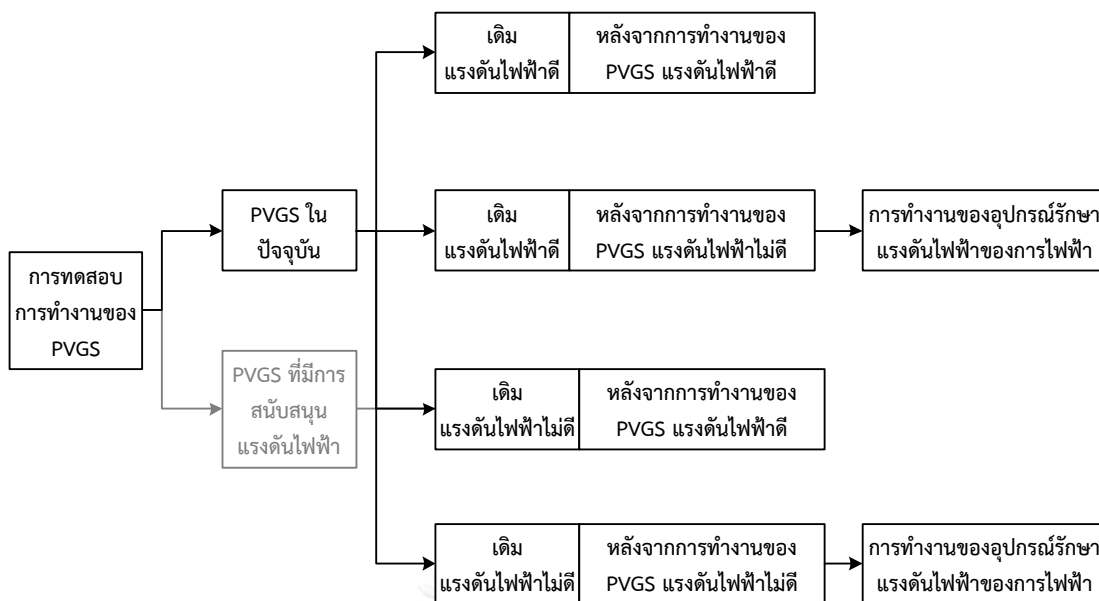 เดิม
แรงดันไฟฟ้าดี
หลังจากการทำงานของ
PVGS แรงดันไฟฟ้าดี
PVGS ใน
ปัจจุบัน
เดิม
แรงดันไฟฟ้าดี
หลังจากการทำงานของ
PVGS แรงดันไฟฟ้าไม่ดี
การทำงานของอุปกรณ์รักษา
แรงดันไฟฟ้าของการไฟฟ้า
การทดสอบ
การทำงานของ
PVGS
PVGS ที่มีการ
สนับสนุน
แรงดันไฟฟ้า
เดิม
แรงดันไฟฟ้าไม่ดี
หลังจากการทำงานของ
PVGS แรงดันไฟฟ้าดี
เดิม
แรงดันไฟฟ้าไม่ดี
หลังจากการทำงานของ
PVGS แรงดันไฟฟ้าไม่ดี
การทำงานของอุปกรณ์รักษา
แรงดันไฟฟ้าของการไฟฟ้า